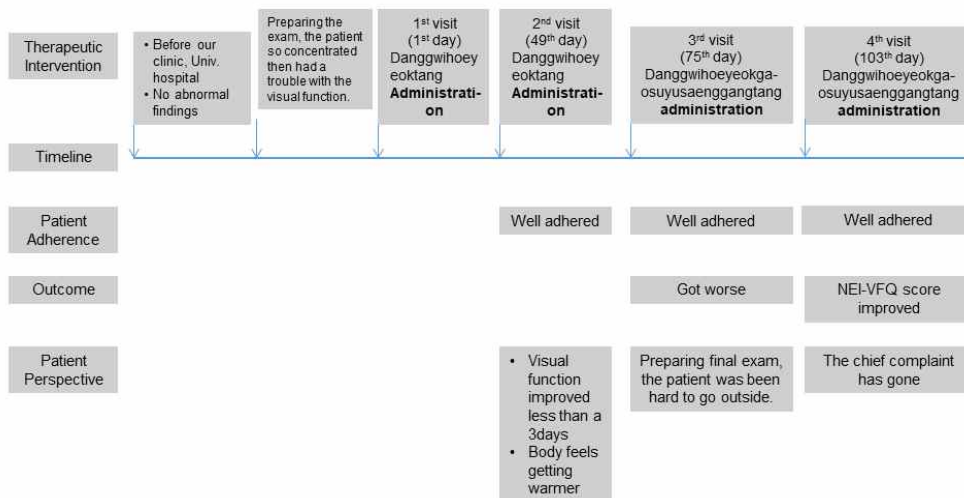 Therapeutic
Intervention
• Before our
clinic, Univ.
hospital
• No abnormal
findings
Preparing the
exam, the patient
so concentrated
then had a
trouble with the
visual function.
1st visit
(1st day)
Danggwihoey
eoktang
Administrati-
on
2nd visit
(49th day)
Danggwihoey
eoktang
Administrati-
on
3rd visit
(75th day)
Danggwihoeyeokga-
osuyusaenggangtang
administration
4th visit
(103th day)
Danggwihoeyeokga-
osuyusaenggangtang
administration
Timeline
Patient
Adherence
Well adhered
Well adhered
Well adhered
Outcome
Got worse
NEI-VFQ score
improved
Patient
Perspective
• Visual
function
improved
less than a
3days
• Body feels
getting
warmer
Preparing final exam,
the patient was been
hard to go outside.
The chief complaint
has gone